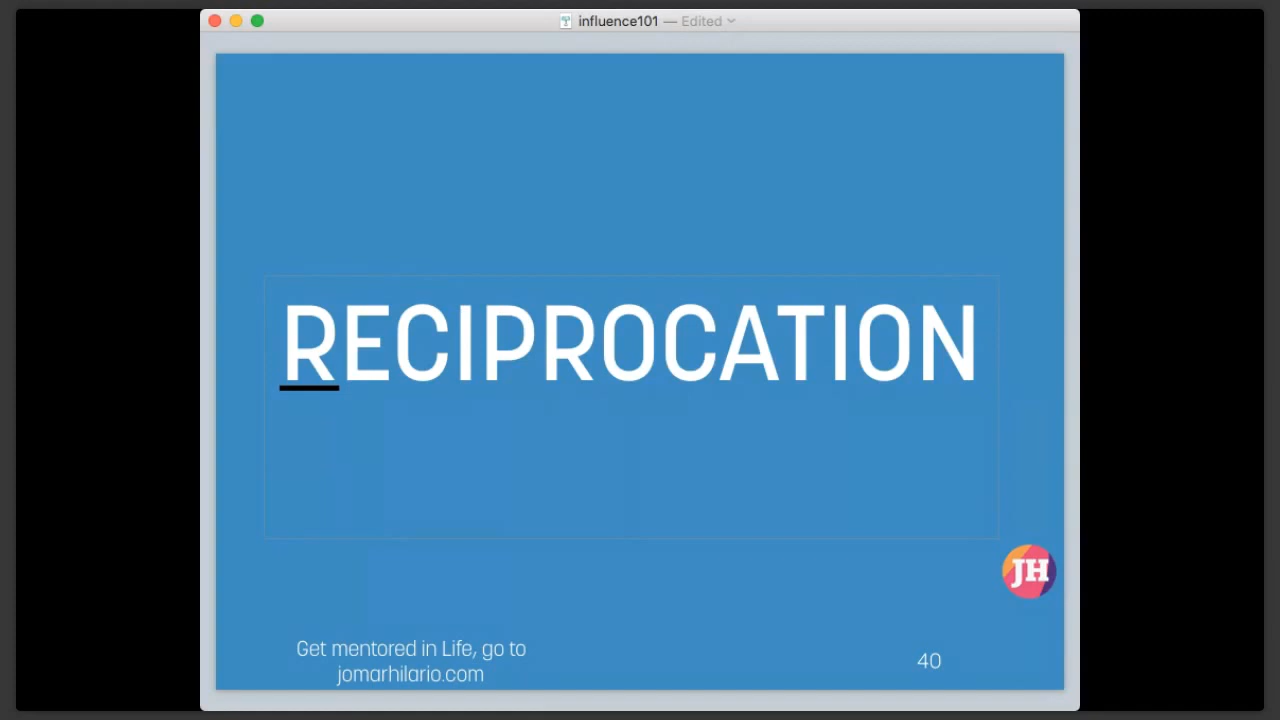 influence101 — Edited
RECIPROCATION
JH
Get mentored in Life, go to
jomarhilario.com
40